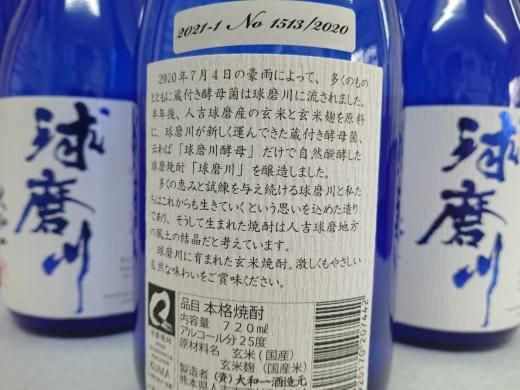 2021-1 No 1513/2020
2020年7月4日の豪雨によって、多くのもの
とともに蔵付き酵母菌は球磨川に流されました。
半年後、人吉球磨産の玄米と玄米麹を原料
に、球磨川が新しく運んできた蔵付き酵母菌、
云わば「球磨川酵母」だけで自然醗酵した
球磨焼酎「球磨川」を醸造しました。
多くの恵みと試練を与え続ける球磨川と私た
ちはこれからも生きていくという思いを込めた造り
であり、そうして生まれた焼酎は人吉球磨地方
の風土の結晶だと考えています。
球磨川に育まれた玄米焼酎。激しくもやさしい
自然な味わいをご賞味ください。
品目 本格焼酎
内容量 720ml
アルコール分 25度
原材料名 玄米(国産)
玄米麹(国産米)
製造者 (資)大和一酒造元
熊本県人吉市
KUMA
球磨川
球磨川